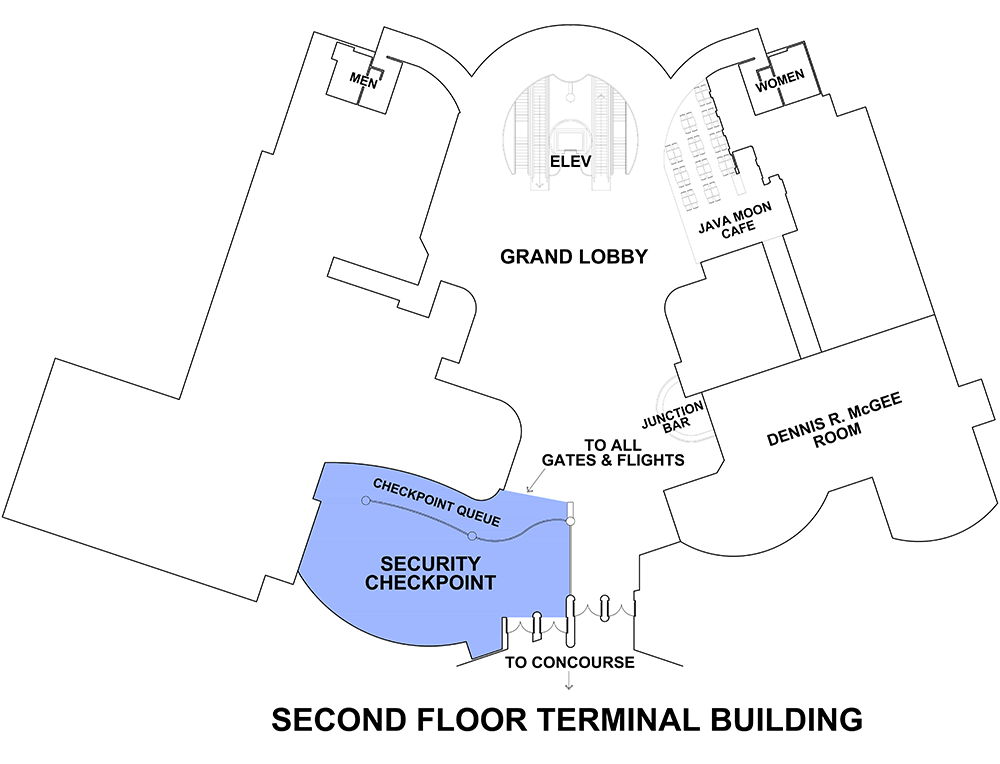 MEN
WOMEN
ELEV
JAVA MOON
CAFE
GRAND LOBBY
JUNCTION
BAR
DENNIS R. McGEE
ROOM
TO ALL
GATES & FLIGHTS
CHECKPOINT QUEUE
SECURITY
CHECKPOINT
TO CONCOURSE
SECOND FLOOR TERMINAL BUILDING